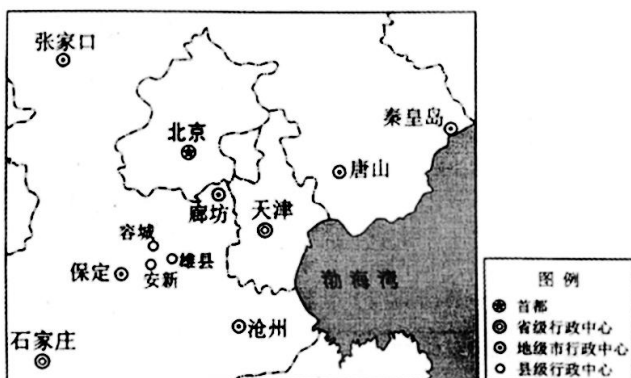 张家口
秦皇岛
北京
唐山
廊坊
天津
容城
雄县
保定
安新
渤海湾
沧州
石家庄
图例
首都
省级行政中心
地级市行政中心
县级行政中心